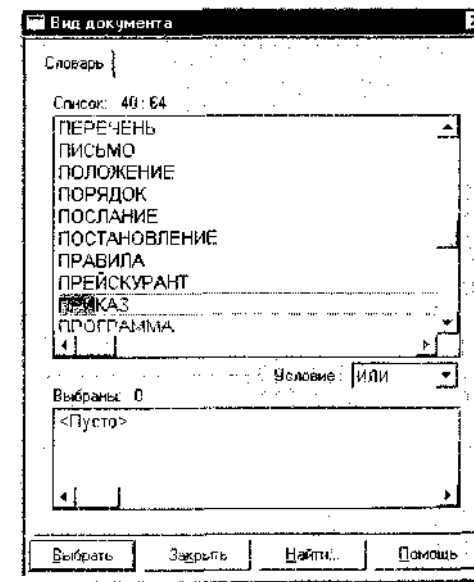 Вид документа
Словарь
Список: 40:64
ПЕРЕЧЕНЬ
ПИСЬМО
ПОЛОЖЕНИЕ
ПОРЯДОК
ПОСЛАНИЕ
ПОСТАНОВЛЕНИЕ
ПРАВИЛА
ПРЕЙСКУРАНТ
ПРИКАЗ
ПРОГРАММА
Условие: ИЛИ
Выбраны: 0
<Пусто>
Выбрать Закрыть Найти... Помощь